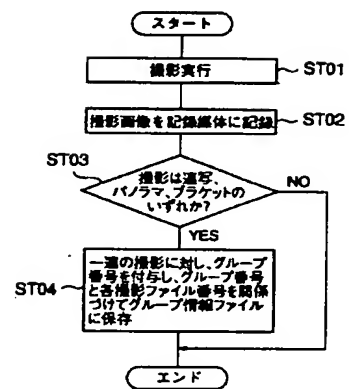 スタート
撮影実行
ST01
撮影画像を記録媒体に記録
ST02
ST03
撮影は連写、
パノラマ、ブラケットの
いずれか?
NO
YES
一連の撮影に対し、グループ
番号を付与し、グループ番号
と各撮影ファイル番号を関係
づけてグループ情報ファイル
に保存
ST04
エンド